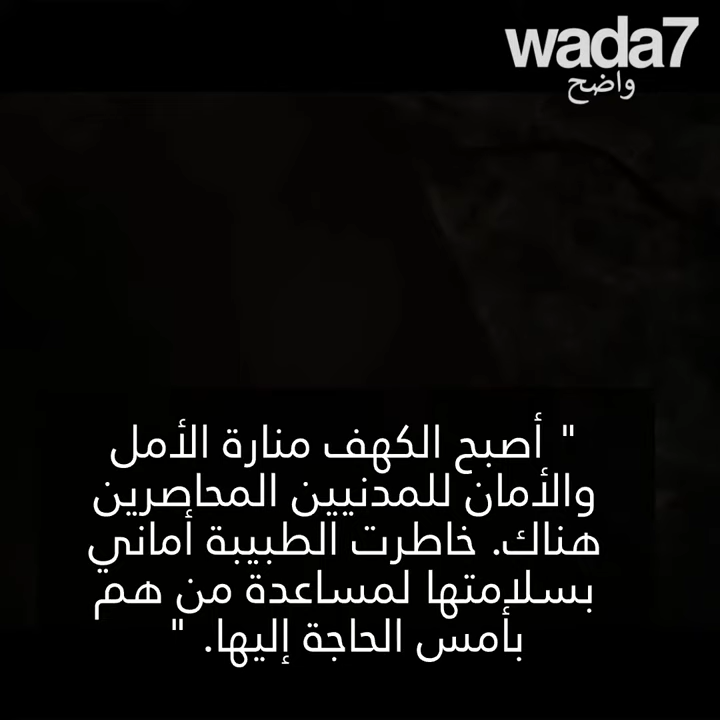 wada7
واضح
" أصبح الكهف منارة الأمل
والأمان للمدنيين المحاصرين
هناك. خاطرت الطبيبة أماني
بسلامتها لمساعدة من هم
بأمس الحاجة إليها. "